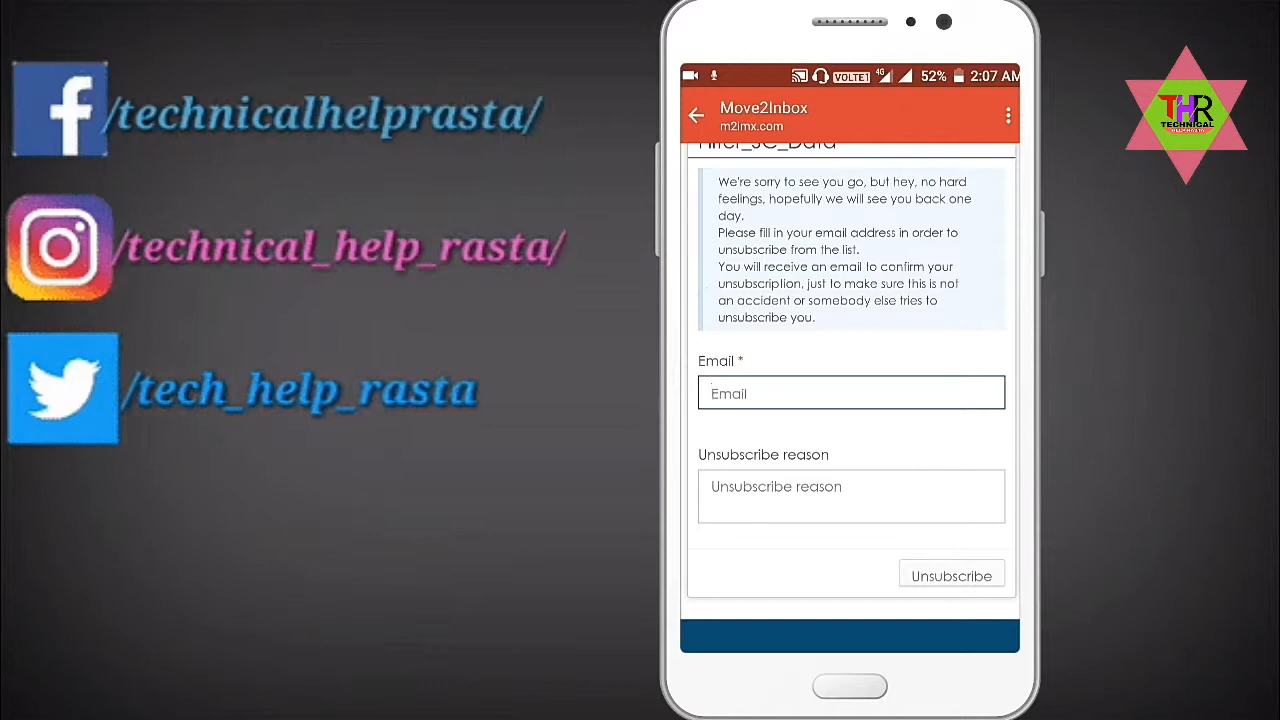 /technicalhelprasta/
/technical_help_rasta/
/tech_help_rasta
VOLTE1 4G 52% 2:07 AM
Move2Inbox
m2imx.com
Filter_SC_Data
We're sorry to see you go, but hey, no hard
feelings, hopefully we will see you back one
day.
Please fill in your email address in order to
unsubscribe from the list.
You will receive an email to confirm your
unsubscription, just to make sure this is not
an accident or somebody else tries to
unsubscribe you.
Email *
Email
Unsubscribe reason
Unsubscribe reason
Unsubscribe
THR
TECHNICAL
HELP RASTA